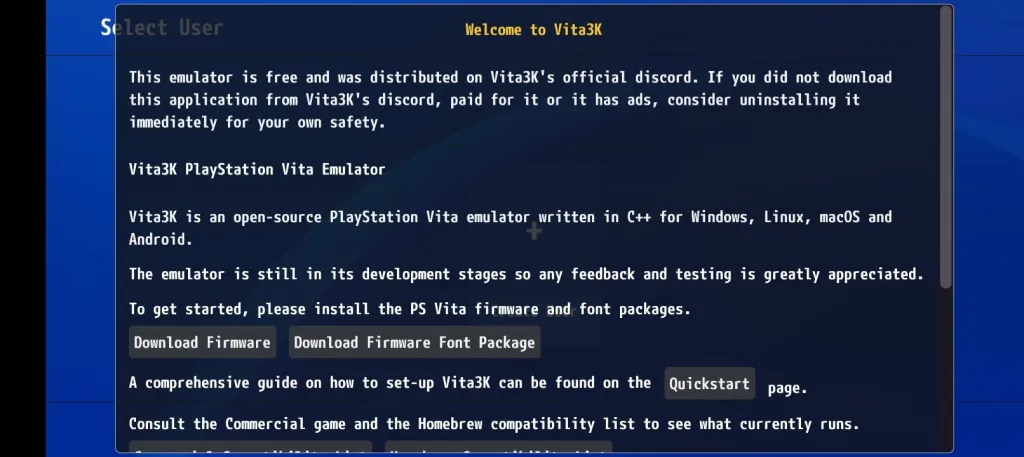 Select User
Welcome to Vita3K
This emulator is free and was distributed on Vita3K's official discord. If you did not download
this application from Vita3K's discord, paid for it or it has ads, consider uninstalling it
immediately for your own safety.
Vita3K PlayStation Vita Emulator
Vita3K is an open-source PlayStation Vita emulator written in C++ for Windows, Linux, macOS and
Android.
+
The emulator is still in its development stages so any feedback and testing is greatly appreciated.
To get started, please install the PS Vita firmware and font packages.
Download Firmware Download Firmware Font Package
A comprehensive guide on how to set-up Vita3K can be found on the Quickstart page.
Consult the Commercial game and the Homebrew compatibility list to see what currently runs.